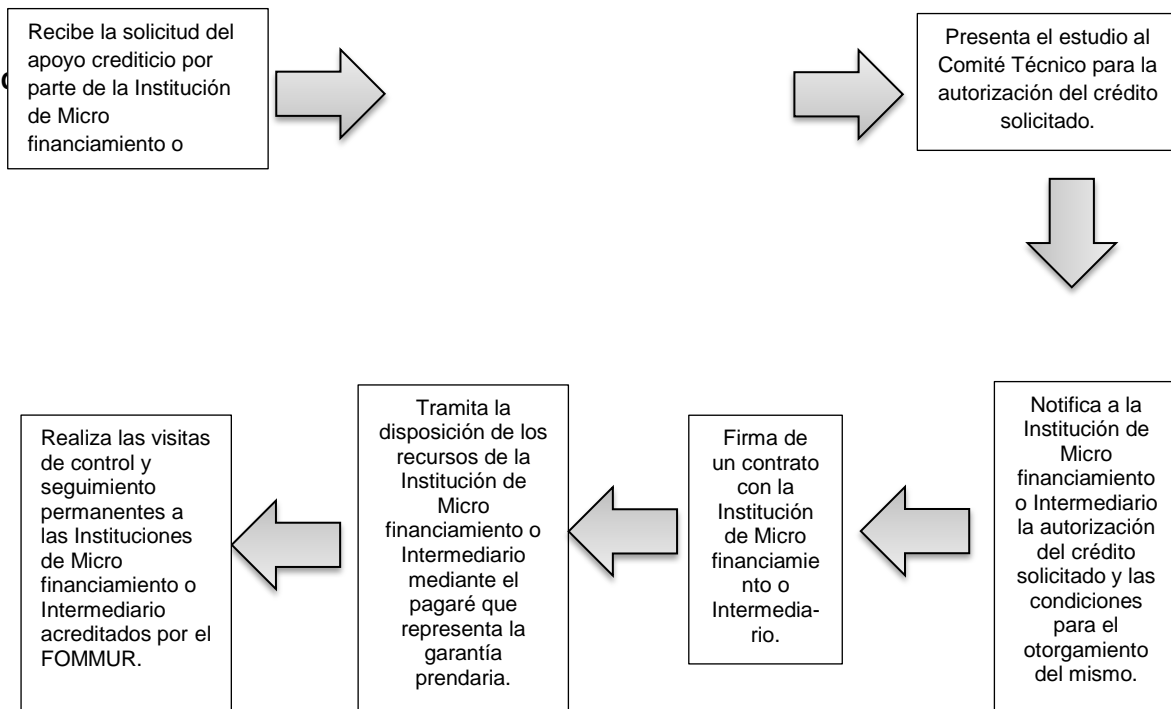 Recibe la solicitud del
apoyo crediticio por
parte de la Institución
de Micro
financiamiento o
Presenta el estudio al
Comité Técnico para la
autorización del crédito
solicitado.
Notifica a la
Institución de
Micro
financiamiento
o Intermediario
la autorización
del crédito
solicitado y las
condiciones
para el
otorgamiento
del mismo.
Firma de
un contrato
con la
Institución
de Micro
financiamie
nto o
Intermedia-
rio.
Tramita la
disposición de los
recursos de la
Institución de
Micro
financiamiento o
Intermediario
mediante el
pagaré que
representa la
garantía
prendaria.
Realiza las visitas
de control y
seguimiento
permanentes a
las Instituciones
de Micro
financiamiento o
Intermediario
acreditados por el
FOMMUR.